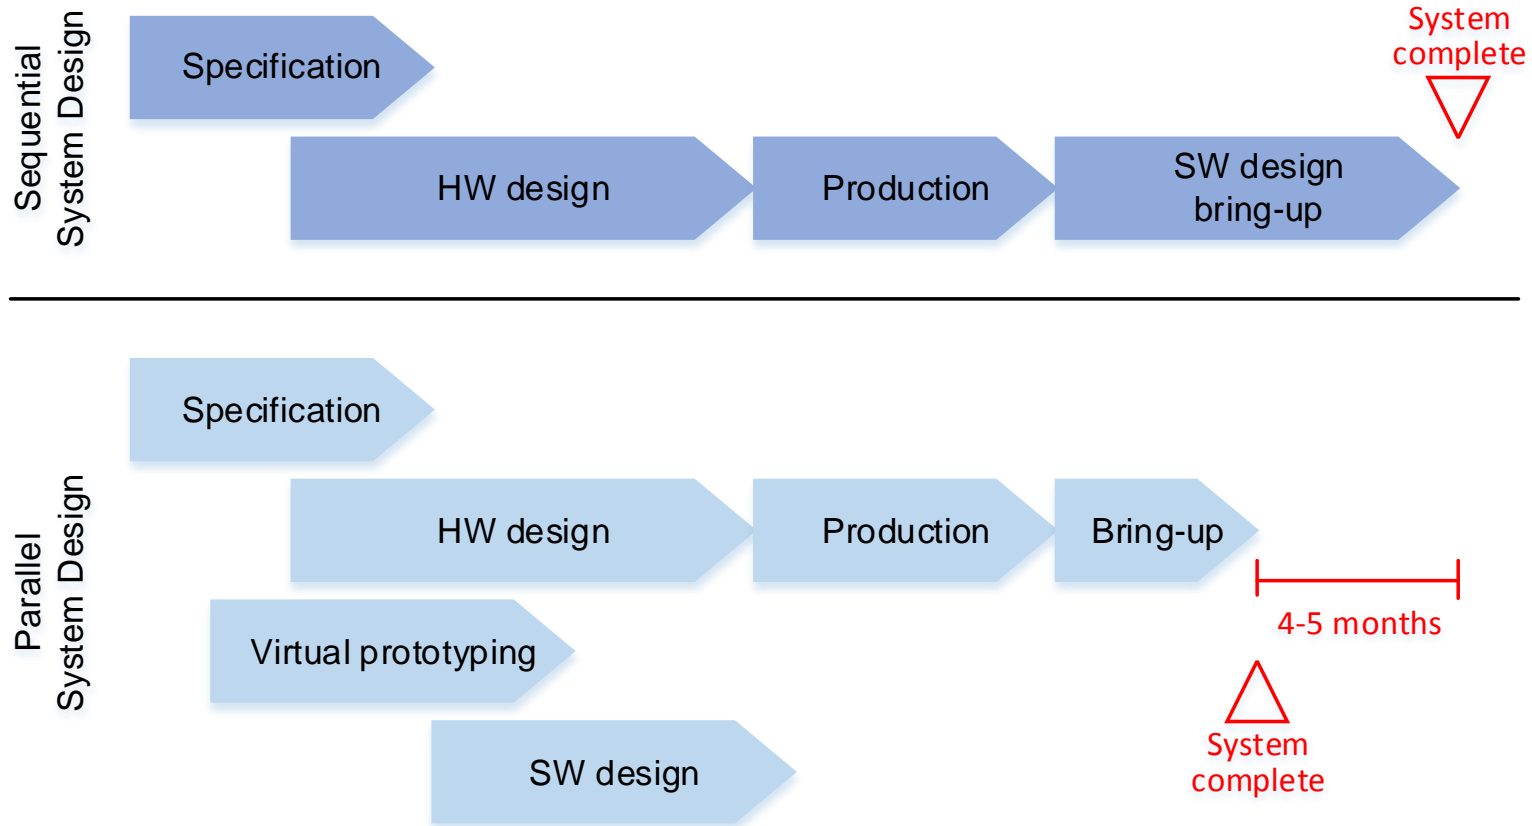 Sequential
System Design
Specification
System
complete
HW design
Production
SW design
bring-up
Parallel
System Design
Specification
HW design
Production
Bring-up
4-5 months
Virtual prototyping
System
complete
SW design